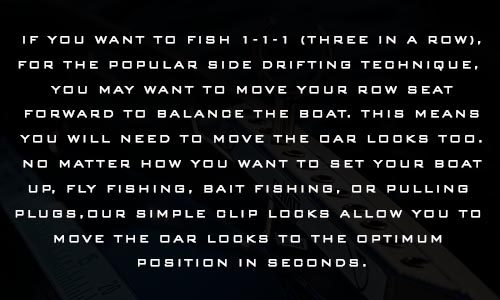 IF YOU WANT TO FISH 1-1-1 (THREE IN A ROW),
FOR THE POPULAR SIDE DRIFTING TECHNIQUE,
YOU MAY WANT TO MOVE YOUR ROW SEAT
FORWARD TO BALANCE THE BOAT. THIS MEANS
YOU WILL NEED TO MOVE THE OAR LOCKS TOO.
NO MATTER HOW YOU WANT TO SET YOUR BOAT
UP, FLY FISHING, BAIT FISHING, OR PULLING
PLUGS,OUR SIMPLE CLIP LOCKS ALLOW YOU TO
MOVE THE OAR LOCKS TO THE OPTIMUM
POSITION IN SECONDS.